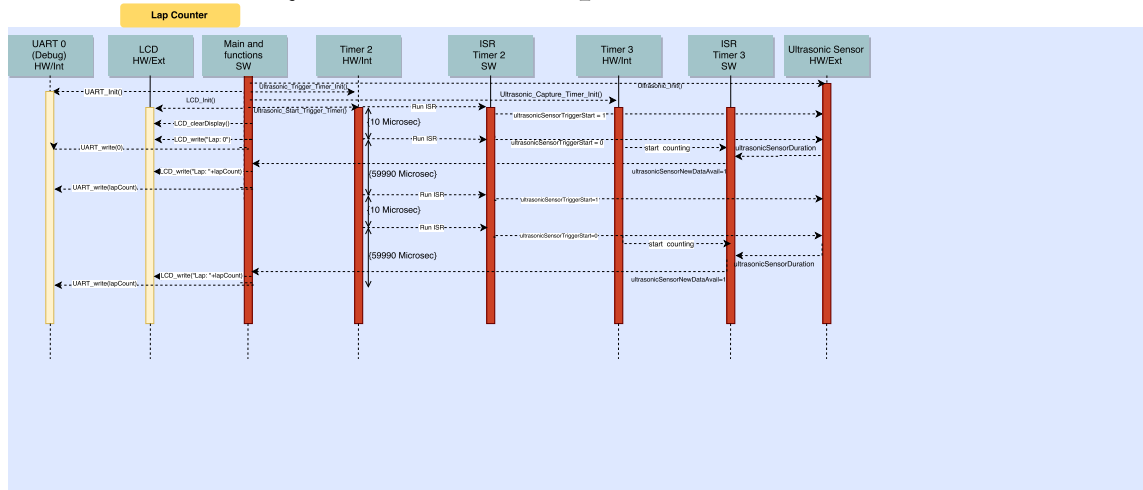 Lap Counter
UART 0
(Debug)
HW/Int
LCD
HW/Ext
Main and
functions
SW
Timer 2
HW/Int
ISR
Timer 2
SW
Timer 3
HW/Int
ISR
Timer 3
SW
Ultrasonic Sensor
HW/Ext
Ultrasonic_Init()
Ultrasonic_Trigger_Timer_Init()
UART_Init()
Ultrasonic_Capture_Timer_Init()
LCD_Init()
Ultrasonic_Start_Trigger_Timer()
Run ISR
ultrasonicSensorTriggerStart = 1
LCD_clearDisplay()
{10 Microsec}
LCD_write("Lap: 0")
Run ISR
ultrasonicSensorTriggerStart = 0
UART_write(0)
start counting
ultrasonicSensorDuration
LCD_write("Lap: "+lapCount)
{59990 Microsec}
ultrasonicSensorNewDataAvail=1
UART_write(lapCount)
Run ISR
ultrasonicSensorTriggerStart=1
{10 Microsec}
Run ISR
ultrasonicSensorTriggerStart=0
start counting
{59990 Microsec}
ultrasonicSensorDuration
LCD_write("Lap: "+lapCount)
ultrasonicSensorNewDataAvail=1
UART_write(lapCount)